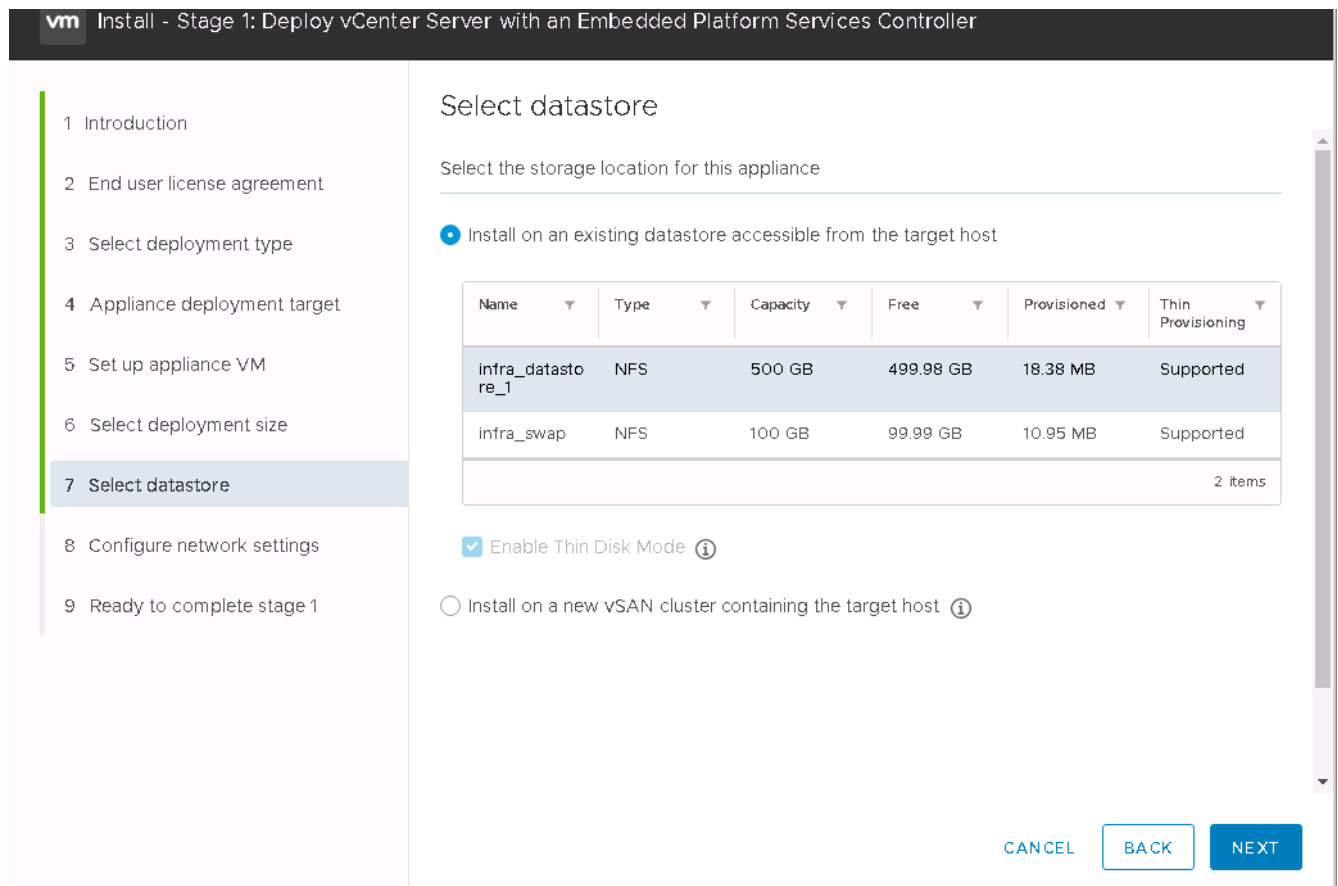 vm Install - Stage 1: Deploy vCenter Server with an Embedded Platform Services Controller
1 Introduction
2 End user license agreement
3 Select deployment type
4 Appliance deployment target
5 Set up appliance VM
6 Select deployment size
7 Select datastore
8 Configure network settings
9 Ready to complete stage 1
Select datastore
Select the storage location for this appliance
Install on an existing datastore accessible from the target host
Name Type Capacity Free Provisioned Thin
Provisioning
infra_datasto NFS 500 GB 499.98 GB 18.38 MB Supported
re_1
infra_swap NFS 100 GB 99.99 GB 10.95 MB Supported
2 items
Enable Thin Disk Mode
Install on a new vSAN cluster containing the target host
CANCEL BACK NEXT